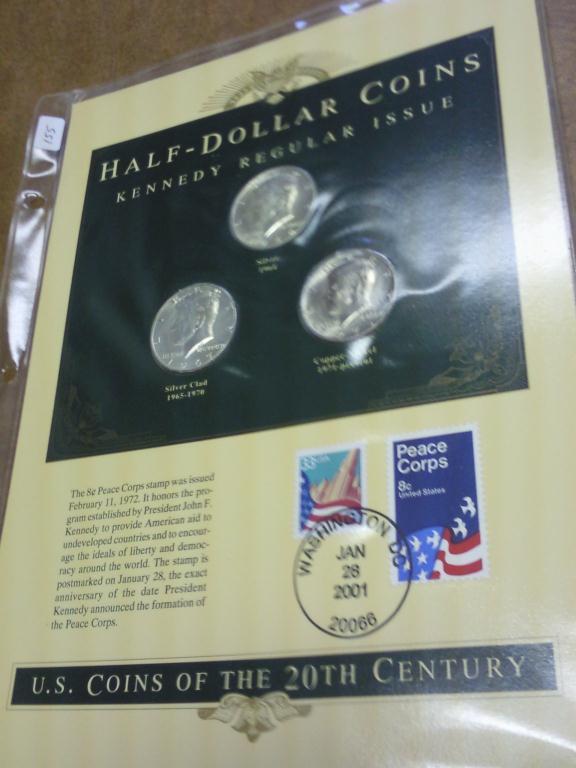 155
HALF-DOLLAR COINS
KENNEDY REGULAR ISSUE
Silver Clad
1965-1970
The 8¢ Peace Corps stamp was issued
February 11, 1972. It honors the pro-
gram established by President John F.
Kennedy to provide American aid to
undeveloped countries and to encour-
age the ideals of liberty and democ-
racy around the world. The stamp is
postmarked on January 28, the exact
anniversary of the date President
Kennedy announced the formation of
the Peace Corps.
33 USA
Peace
Corps
8c
United States
WASHINGTON DC
JAN
28
2001
20066
U.S. COINS OF THE 20TH CENTURY